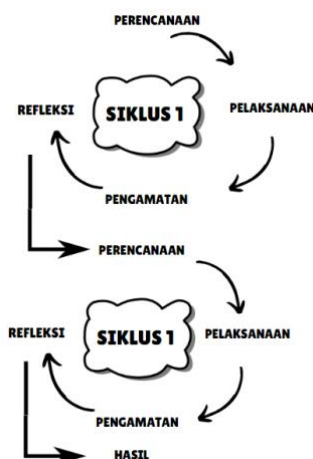 PERENCANAAN
REFLEKSI
SIKLUS 1
PELAKSANAAN
PENGAMATAN
PERENCANAAN
REFLEKSI
SIKLUS 1
PELAKSANAAN
PENGAMATAN
HASIL